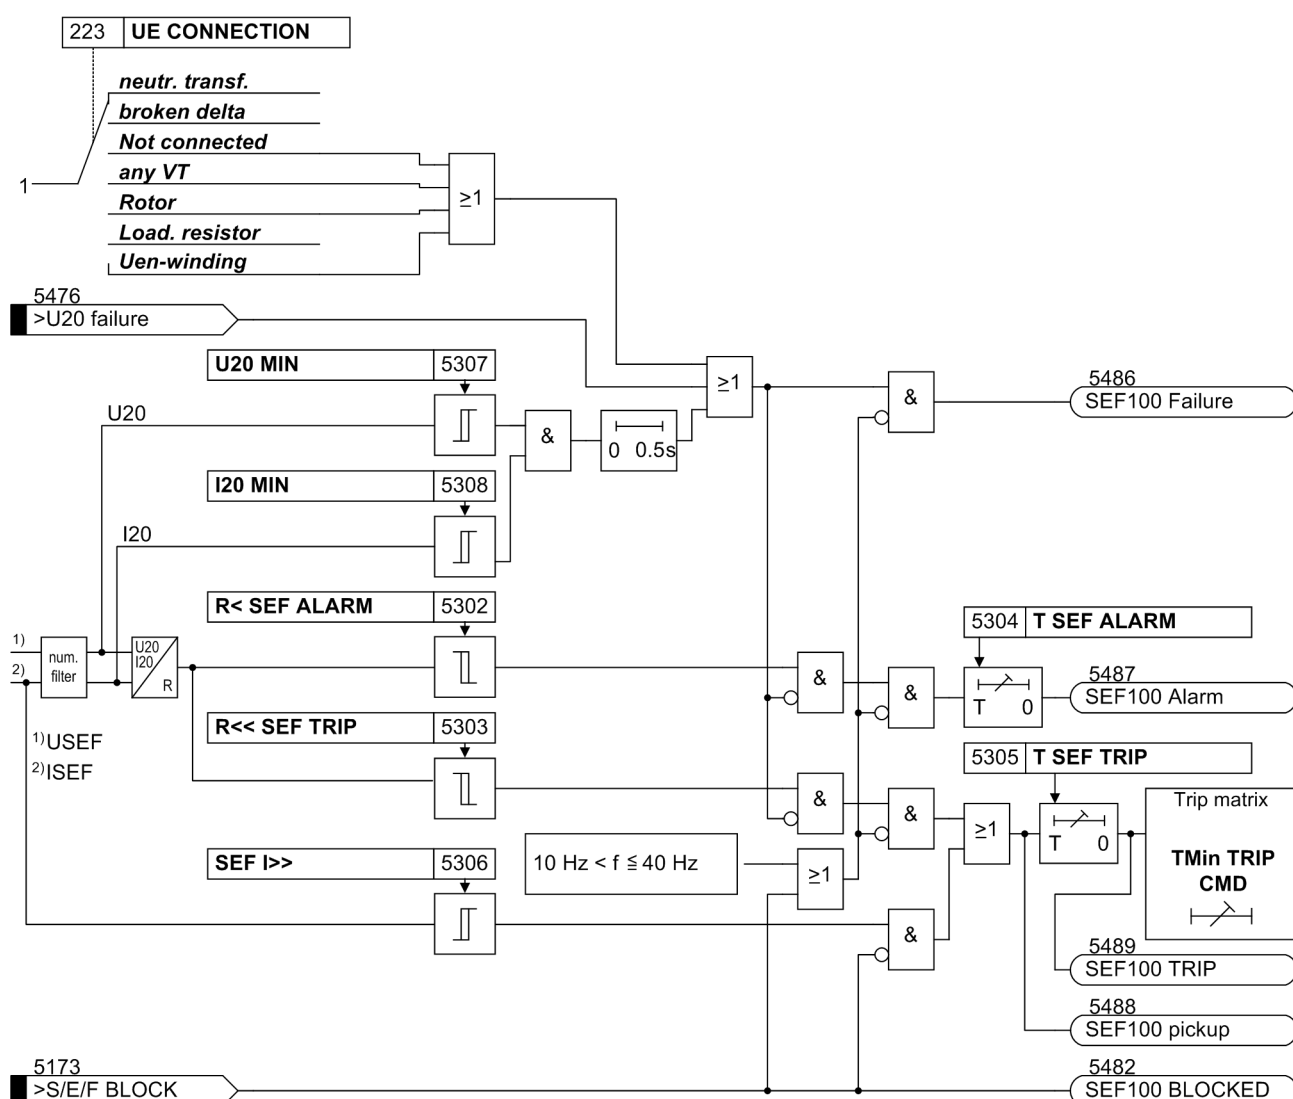 223 UE CONNECTION
neutr. transf.
broken delta
Not connected
any VT
1
Rotor
≥1
Load. resistor
Uen-winding
5476
>U20 failure
U20 MIN 5307
≥1
5486
SEF100 Failure
&
U20
&
0 0.5s
I20 MIN 5308
I20
R< SEF ALARM 5302
5304 T SEF ALARM
1)
2)
num.
filter
U20
I20
R
&
&
T 0
5487
SEF100 Alarm
R<< SEF TRIP 5303
1)USEF
2)ISEF
5305 T SEF TRIP
&
&
≥1
T 0
Trip matrix
TMin TRIP
CMD
SEF I>> 5306
10 Hz < f ≦ 40 Hz
≥1
&
5489
SEF100 TRIP
5488
SEF100 pickup
5173
>S/E/F BLOCK
5482
SEF100 BLOCKED